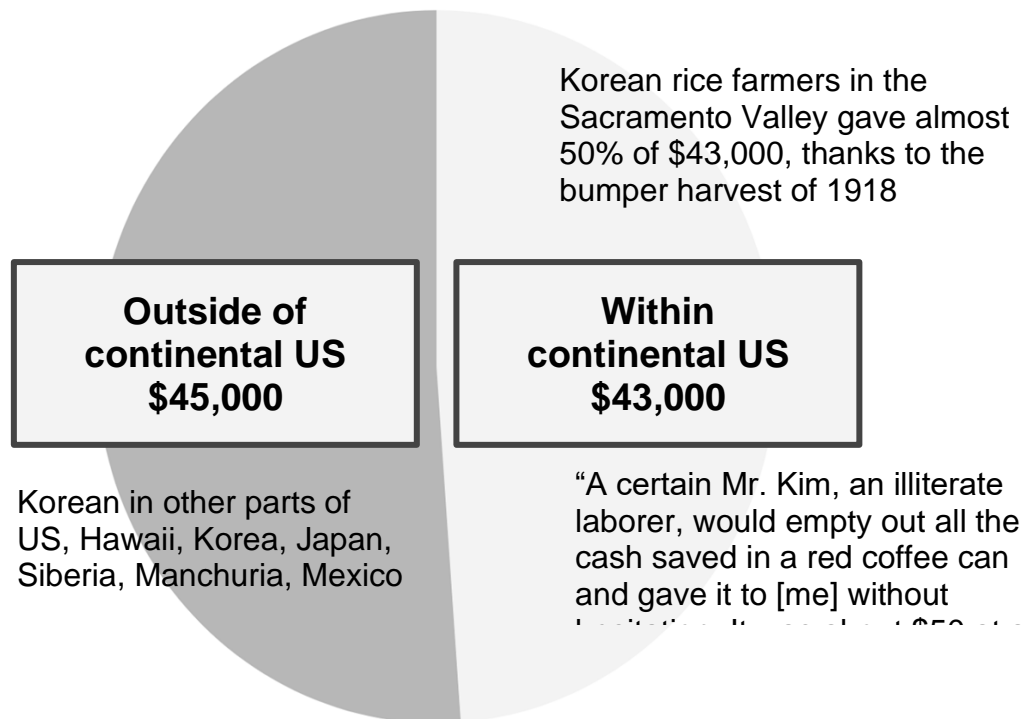 Korean rice farmers in the
Sacramento Valley gave almost
50% of $43,000, thanks to the
bumper harvest of 1918
Outside of
continental US
$45,000
Within
continental US
$43,000
Korean in other parts of
US, Hawaii, Korea, Japan,
Siberia, Manchuria, Mexico
“A certain Mr. Kim, an illiterate
laborer, would empty out all the
cash saved in a red coffee can
and gave it to [me] without